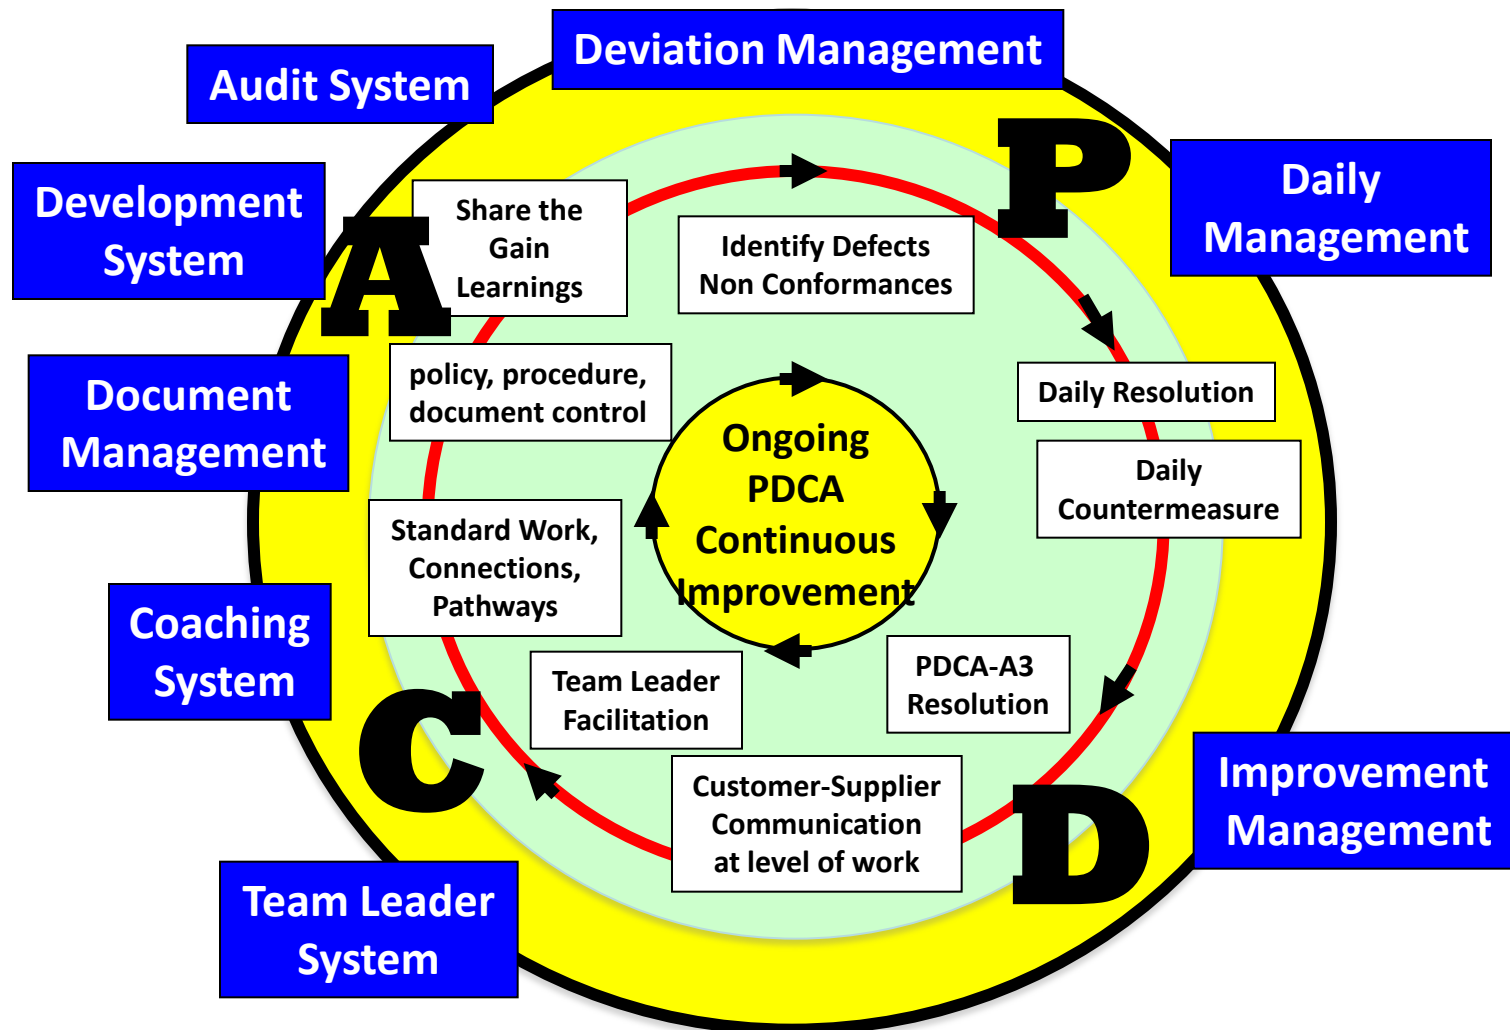 Deviation Management
Audit System
P
Daily
Management
Development
System
A
Share the
Gain
Learnings
Identify Defects
Non Conformances
Document
Management
policy, procedure,
document control
Daily Resolution
Daily
Countermeasure
Ongoing
PDCA
Continuous
Improvement
Standard Work,
Connections,
Pathways
Coaching
System
Team Leader
Facilitation
PDCA-A3
Resolution
C
Customer-Supplier
Communication
at level of work
D
Improvement
Management
Team Leader
System